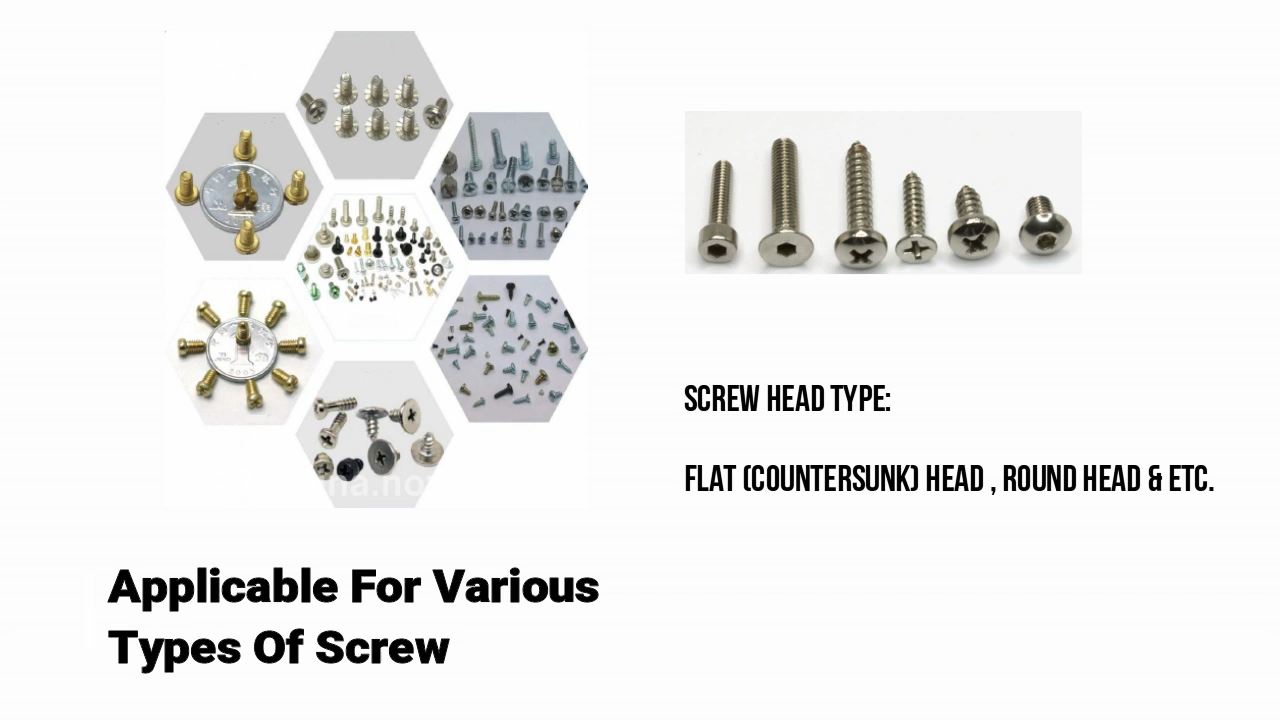 SCREW HEAD TYPE:
FLAT (COUNTERSUNK) HEAD , ROUND HEAD & ETC.
Applicable For Various
Types Of Screw